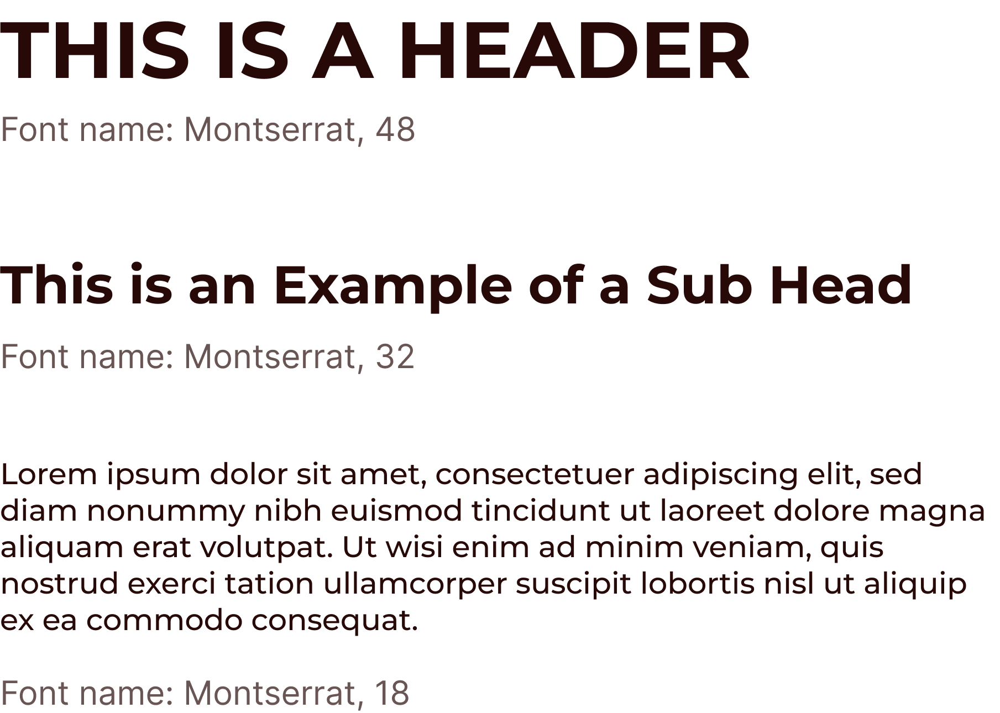 THIS IS A HEADER
Font name: Montserrat, 48
This is an Example of a Sub Head
Font name: Montserrat, 32
Lorem ipsum dolor sit amet, consectetuer adipiscing elit, sed
diam nonummy nibh euismod tincidunt ut laoreet dolore magna
aliquam erat volutpat. Ut wisi enim ad minim veniam, quis
nostrud exerci tation ullamcorper suscipit lobortis nisl ut aliquip
ex ea commodo consequat.
Font name: Montserrat, 18